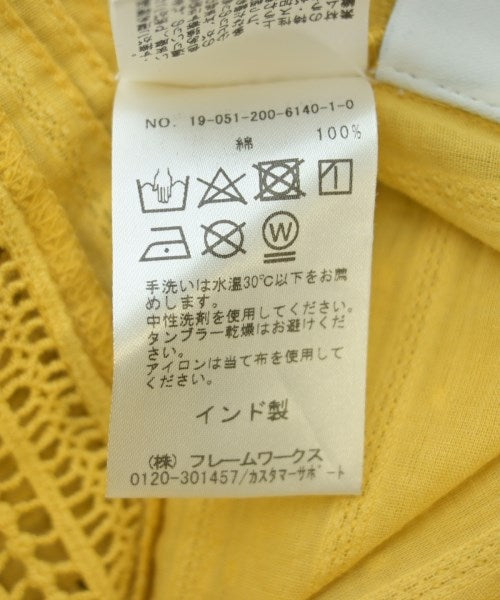 NO. 19-051-200-6140-1-0
綿 100%
W
手洗いは水温30℃以下をお薦
めします。
中性洗剤を使用してください。
タンブラー乾燥はお避けくだ
さい。
アイロンは当て布を使用して
ください。
インド製
(株) フレームワークス
0120-301457/カスタマーサポート